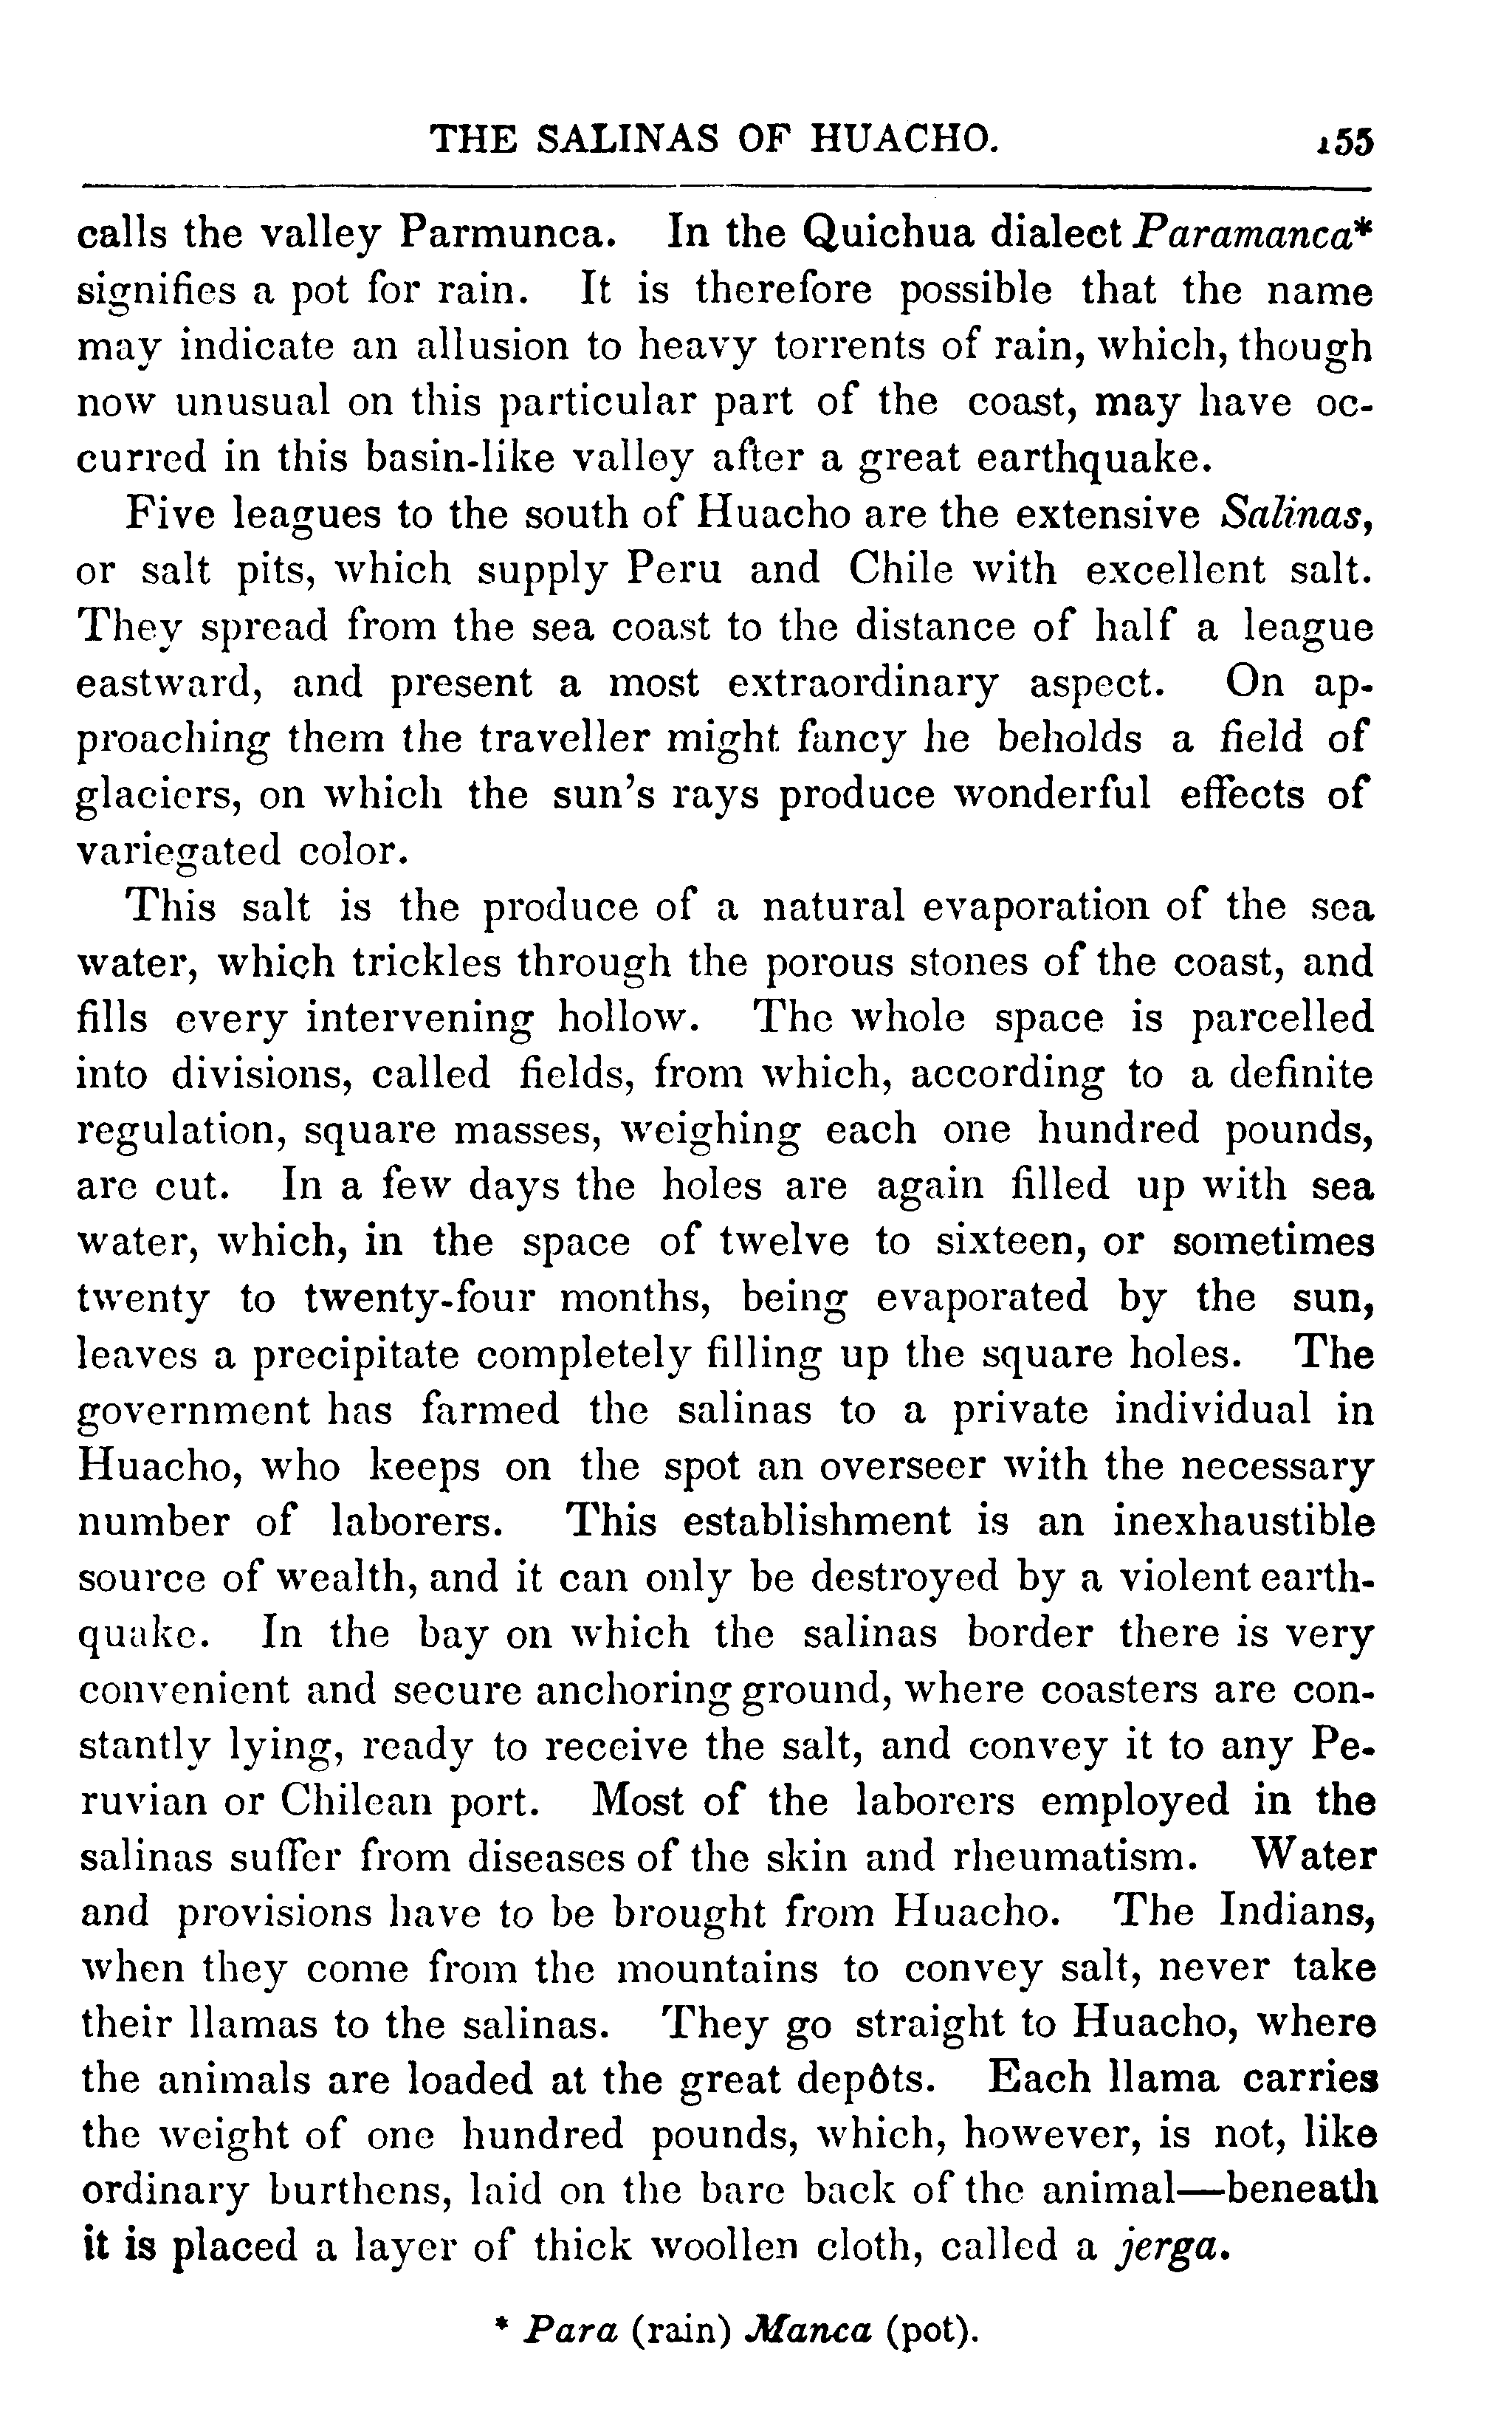 THE SALINAS OF HUACHO. 155
calls the valley Parmunca. In the Quichua dialect Paramanca*
signifies a pot for rain. It is therefore possible that the name
may indicate an allusion to heavy torrents of rain, which, though
now unusual on this particular part of the coast, may have oc-
curred in this basin-like valley after a great earthquake.
Five leagues to the south of Huacho are the extensive Salinas,
or salt pits, which supply Peru and Chile with excellent salt.
They spread from the sea coast to the distance of half a league
eastward, and present a most extraordinary aspect. On ap-
proaching them the traveller might fancy he beholds a field of
glaciers, on which the sun's rays produce wonderful effects of
variegated color.
This salt is the produce of a natural evaporation of the sea
water, which trickles through the porous stones of the coast, and
fills every intervening hollow. The whole space is parcelled
into divisions, called fields, from which, according to a definite
regulation, square masses, weighing each one hundred pounds,
are cut. In a few days the holes are again filled up with sea
water, which, in the space of twelve to sixteen, or sometimes
twenty to twenty-four months, being evaporated by the sun,
leaves a precipitate completely filling up the square holes. The
government has farmed the salinas to a private individual in
Huacho, who keeps on the spot an overseer with the necessary
number of laborers. This establishment is an inexhaustible
source of wealth, and it can only be destroyed by a violent earth-
quake. In the bay on which the salinas border there is very
convenient and secure anchoring ground, where coasters are con-
stantly lying, ready to receive the salt, and convey it to any Pe-
ruvian or Chilean port. Most of the laborers employed in the
salinas suffer from diseases of the skin and rheumatism. Water
and provisions have to be brought from Huacho. The Indians,
when they come from the mountains to convey salt, never take
their llamas to the salinas. They go straight to Huacho, where
the animals are loaded at the great depôts. Each llama carries
the weight of one hundred pounds, which, however, is not, like
ordinary burthens, laid on the bare back of the animal—beneath
it is placed a layer of thick woollen cloth, called a jerga.
* Para (rain) Manca (pot).